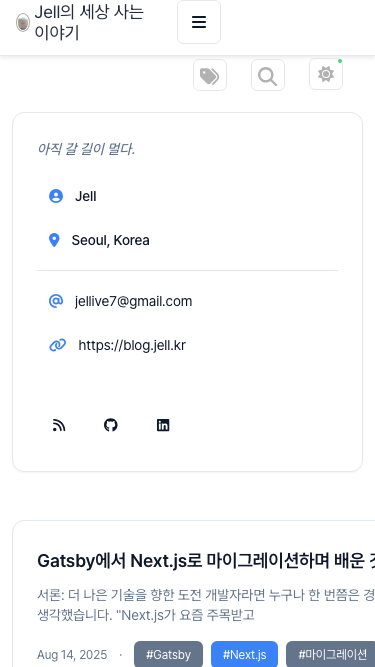 Jell의 세상 사는
이야기
아직 갈 길이 멀다.
Jell
Seoul, Korea
jellive7@gmail.com
https://blog.jell.kr
Gatsby에서 Next.js로 마이그레이션하며 배운
서론: 더 나은 기술을 향한 도전 개발자라면 누구나 한 번쯤은
생각했습니다. "Next.js가 요즘 주목받고
Aug 14, 2025 · #Gatsby #Next.js #마이그레이션